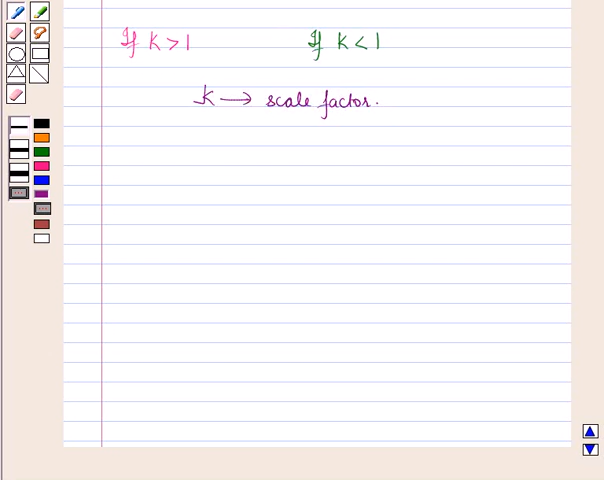 If K > 1 If K < 1
K → scale factor.